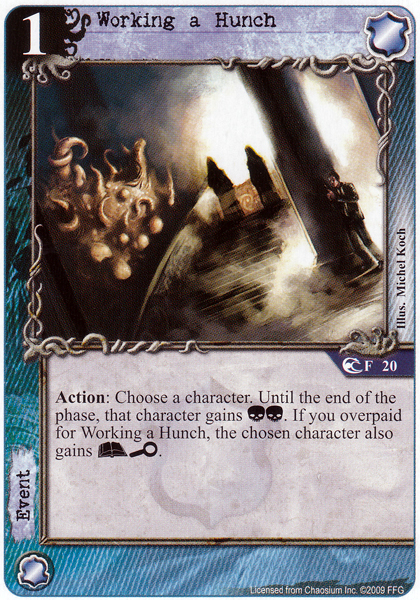 1
Working a Hunch
Illus. Michel Koch
F 20
Action: Choose a character. Until the end of the
phase, that character gains . If you overpaid
for Working a Hunch, the chosen character also
gains .
Event
Licensed from Chaosium Inc. ©2009 FFG